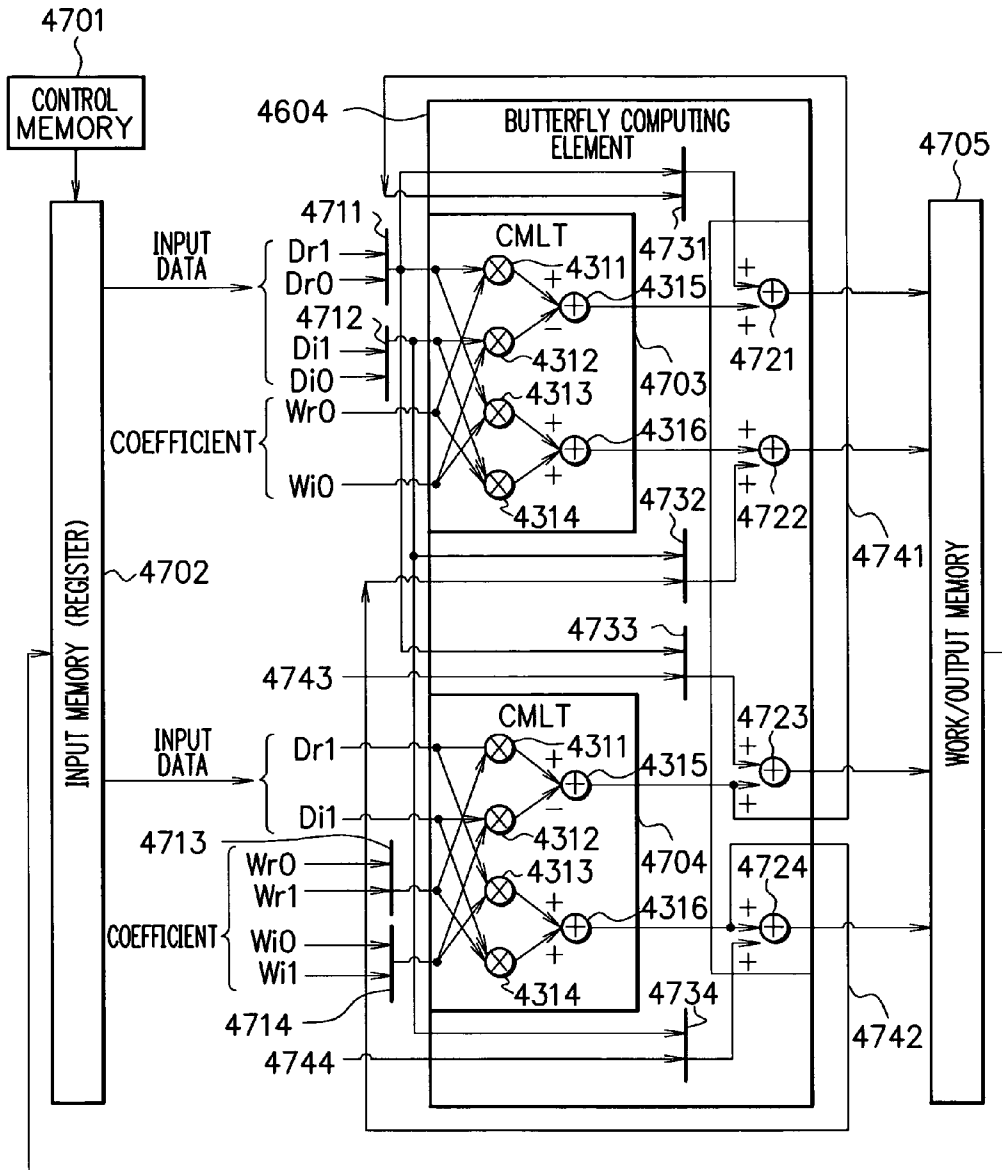 4701
CONTROL
MEMORY
4604
BUTTERFLY COMPUTING
ELEMENT
4705
4711
INPUT
DATA
Dr1
Dr0
4712
Di1
Di0
COEFFICIENT
Wr0
Wi0
CMLT
4311
4312
4313
4314
+
−
+
+
4315
4316
4703
4731
+
+
4721
+
+
4722
4732
4741
4702
INPUT MEMORY (REGISTER)
WORK/OUTPUT MEMORY
4733
4743
INPUT
DATA
Dr1
Di1
4713
COEFFICIENT
Wr0
Wr1
Wi0
Wi1
4714
CMLT
4311
4312
4313
4314
+
−
+
+
4315
4316
4704
4723
+
+
4724
+
+
4734
4744
4742